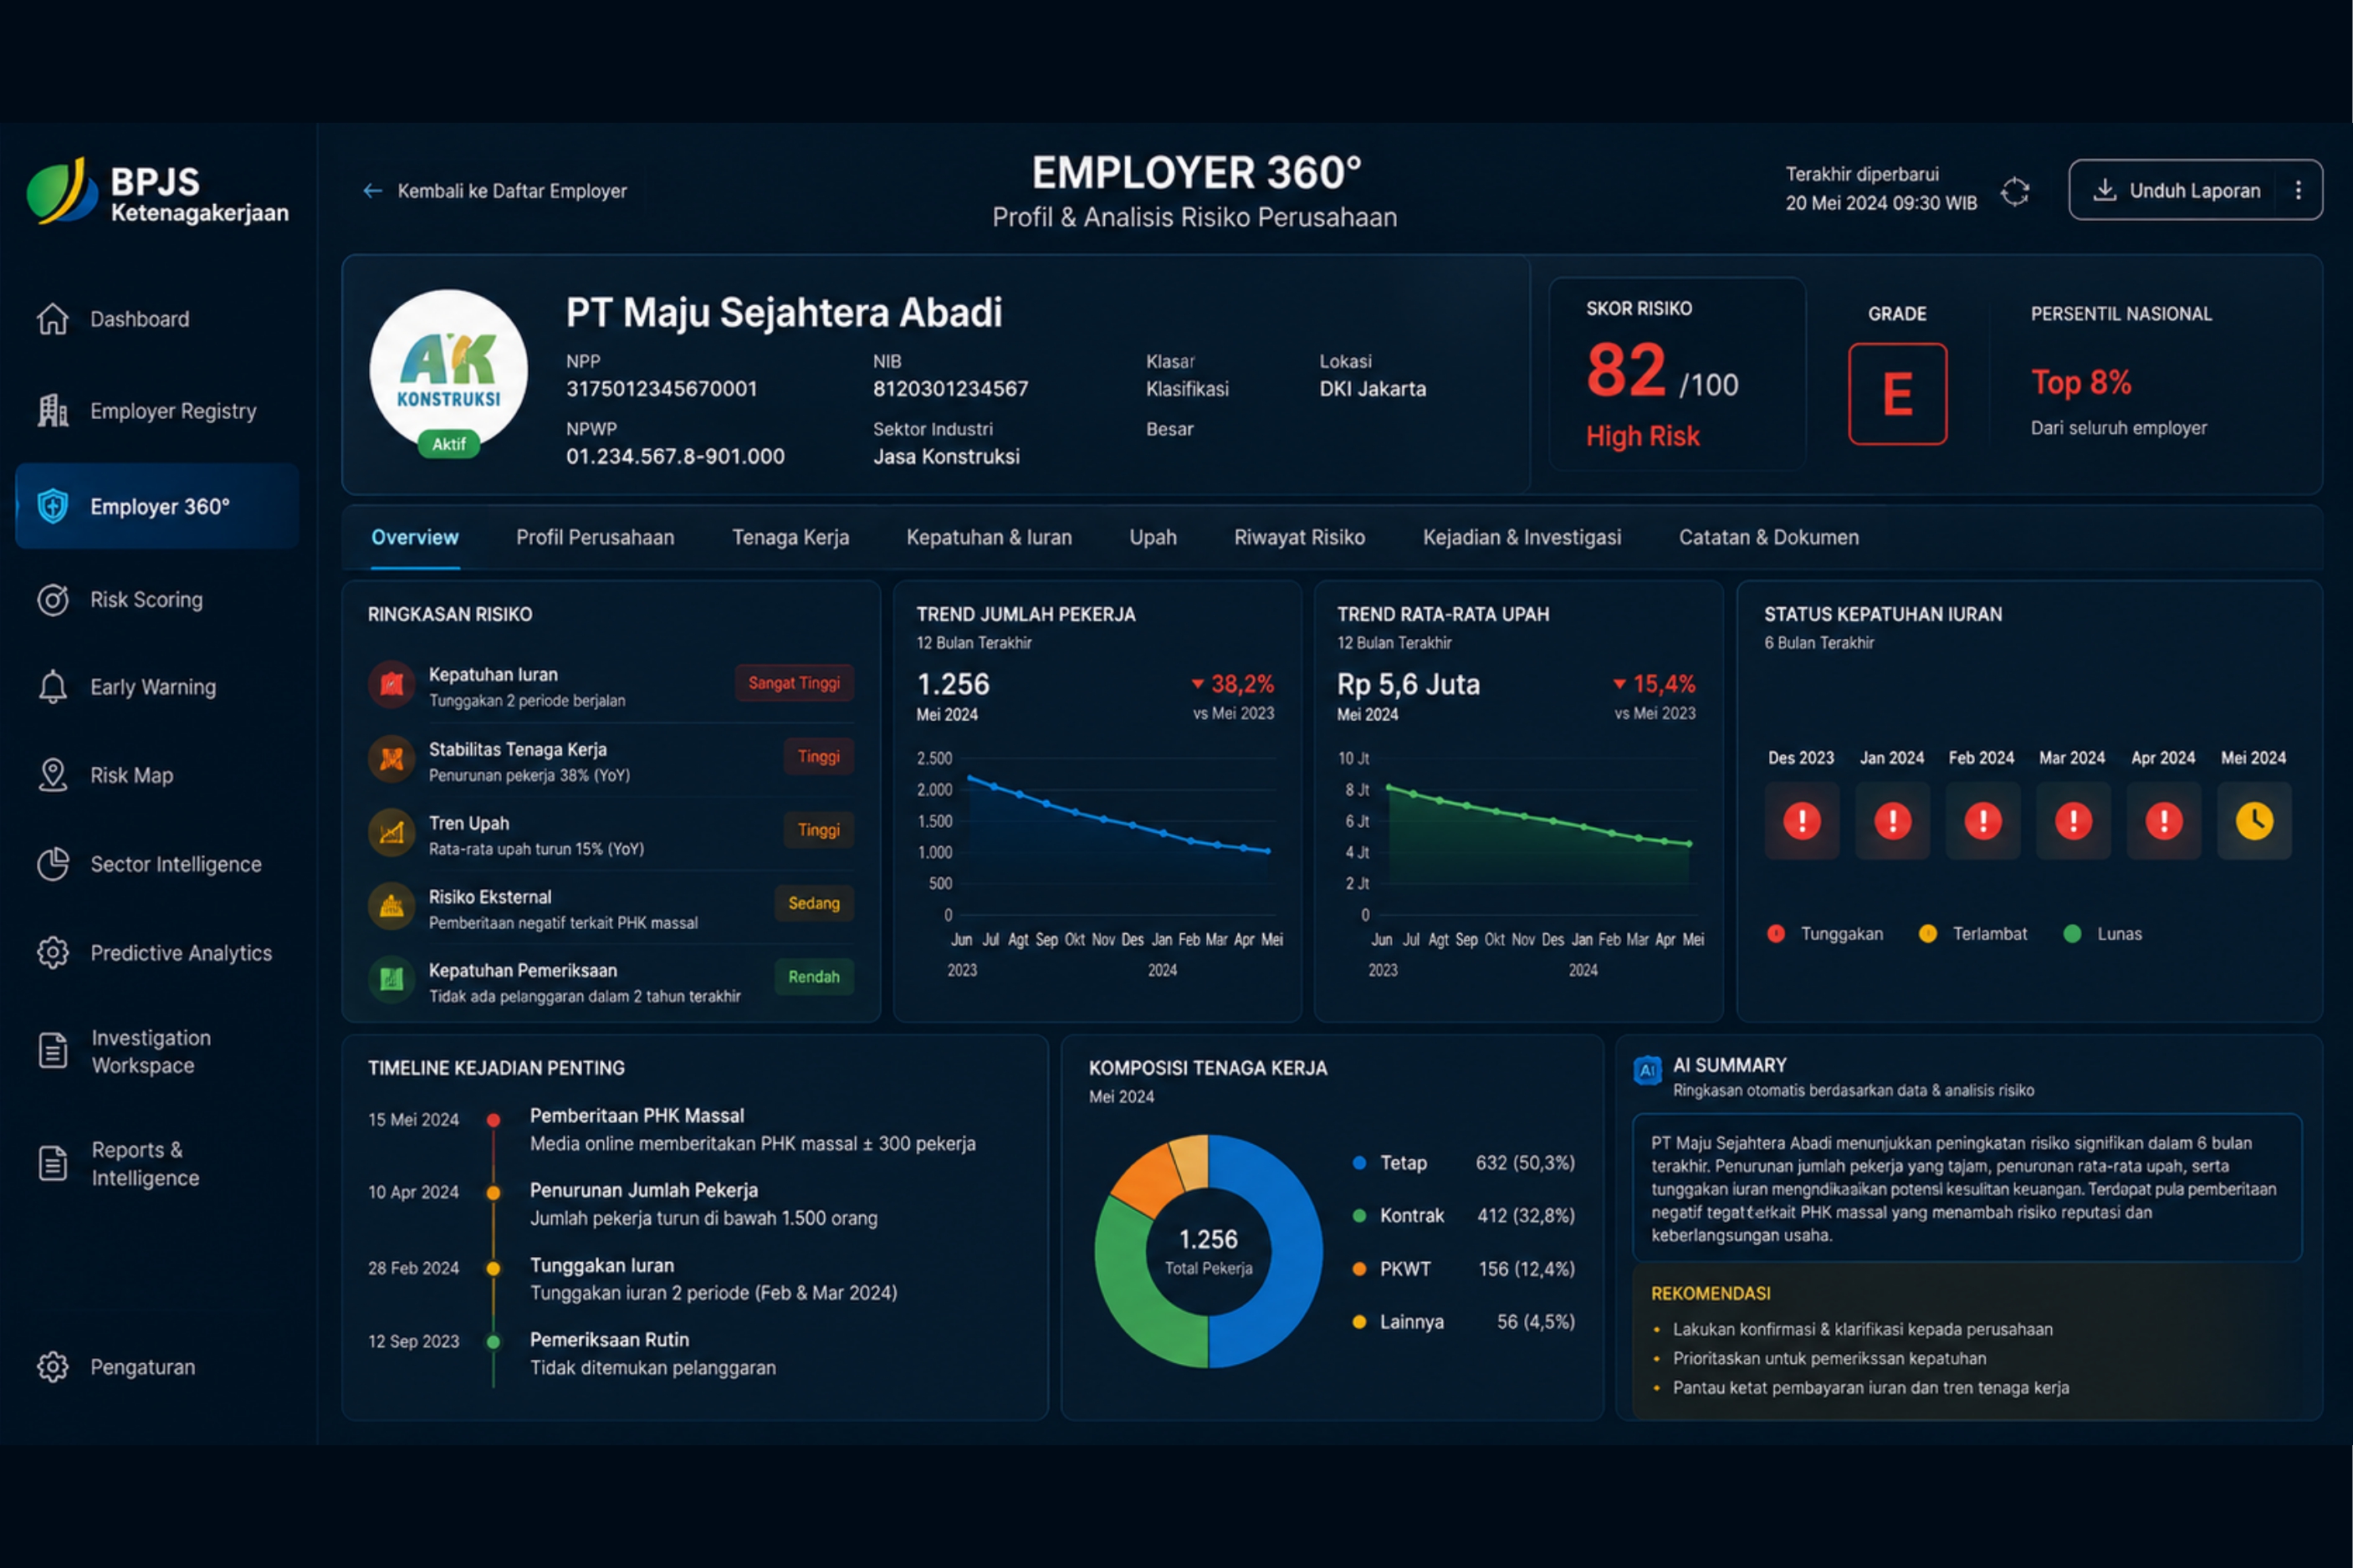 BPJS
Ketenagakerjaan
Dashboard
Employer Registry
Employer 360°
Risk Scoring
Early Warning
Risk Map
Sector Intelligence
Predictive Analytics
Investigation
Workspace
Reports &
Intelligence
Pengaturan
← Kembali ke Daftar Employer
EMPLOYER 360°
Profil & Analisis Risiko Perusahaan
Terakhir diperbarui
20 Mei 2024 09:30 WIB
Unduh Laporan
AK
KONSTRUKSI
Aktif
PT Maju Sejahtera Abadi
NPP
3175012345670001
NPWP
01.234.567.8-901.000
NIB
8120301234567
Sektor Industri
Jasa Konstruksi
Klasar
Klasifikasi
Besar
Lokasi
DKI Jakarta
SKOR RISIKO
82 /100
High Risk
GRADE
E
PERSENTIL NASIONAL
Top 8%
Dari seluruh employer
Overview Profil Perusahaan Tenaga Kerja Kepatuhan & Iuran Upah Riwayat Risiko Kejadian & Investigasi Catatan & Dokumen
RINGKASAN RISIKO
Kepatuhan Iuran
Tunggakan 2 periode berjalan
Sangat Tinggi
Stabilitas Tenaga Kerja
Penurunan pekerja 38% (YoY)
Tinggi
Tren Upah
Rata-rata upah turun 15% (YoY)
Tinggi
Risiko Eksternal
Pemberitaan negatif terkait PHK massal
Sedang
Kepatuhan Pemeriksaan
Tidak ada pelanggaran dalam 2 tahun terakhir
Rendah
TREND JUMLAH PEKERJA
12 Bulan Terakhir
1.256 ▼ 38,2%
Mei 2024 vs Mei 2023
2.500
2.000
1.500
1.000
500
0
Jun Jul Agt Sep Okt Nov Des Jan Feb Mar Apr Mei
2023 2024
TREND RATA-RATA UPAH
12 Bulan Terakhir
Rp 5,6 Juta ▼ 15,4%
Mei 2024 vs Mei 2023
10 Jt
8 Jt
6 Jt
4 Jt
2 Jt
0
Jun Jul Agt Sep Okt Nov Des Jan Feb Mar Apr Mei
2023 2024
STATUS KEPATUHAN IURAN
6 Bulan Terakhir
Des 2023 Jan 2024 Feb 2024 Mar 2024 Apr 2024 Mei 2024
! ! ! ! !
Tunggakan Terlambat Lunas
TIMELINE KEJADIAN PENTING
15 Mei 2024 Pemberitaan PHK Massal
Media online memberitakan PHK massal ± 300 pekerja
10 Apr 2024 Penurunan Jumlah Pekerja
Jumlah pekerja turun di bawah 1.500 orang
28 Feb 2024 Tunggakan Iuran
Tunggakan iuran 2 periode (Feb & Mar 2024)
12 Sep 2023 Pemeriksaan Rutin
Tidak ditemukan pelanggaran
KOMPOSISI TENAGA KERJA
Mei 2024
1.256
Total Pekerja
Tetap 632 (50,3%)
Kontrak 412 (32,8%)
PKWT 156 (12,4%)
Lainnya 56 (4,5%)
AI AI SUMMARY
Ringkasan otomatis berdasarkan data & analisis risiko
PT Maju Sejahtera Abadi menunjukkan peningkatan risiko signifikan dalam 6 bulan
terakhir. Penurunan jumlah pekerja yang tajam, penurunan rata-rata upah, serta
tunggakan iuran mengndikaaikan potensi kesulitan keuangan. Terdapat pula pemberitaan
negatif PHK massal yang menambah risiko reputasi dan
keberlangsungan usaha.
REKOMENDASI
• Lakukan konfirmasi & klarifikasi kepada perusahaan
• Prioritaskan untuk pemerikssan kepatuhan
• Pantau ketat pembayaran iuran dan tren tenaga kerja